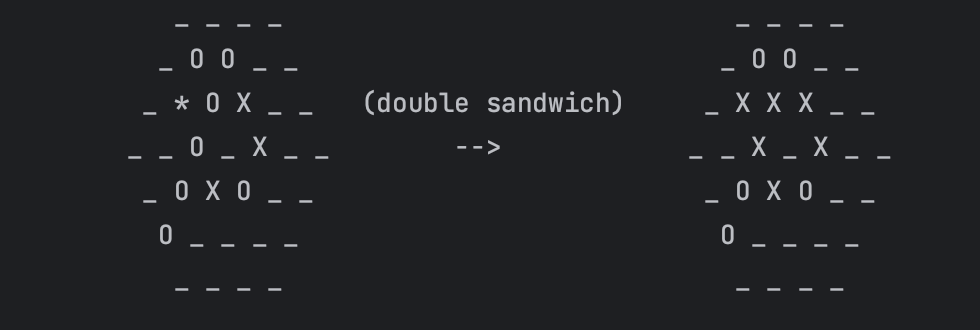 _ _ _ _ _ _ _ _
_ O O _ _ _ O O _ _
_ * O X _ _ (double sandwich) _ X X X _ _
_ _ O _ X _ _ --> _ _ X _ X _ _
_ O X O _ _ _ O X O _ _
O _ _ _ _ O _ _ _ _
_ _ _ _ _ _ _ _